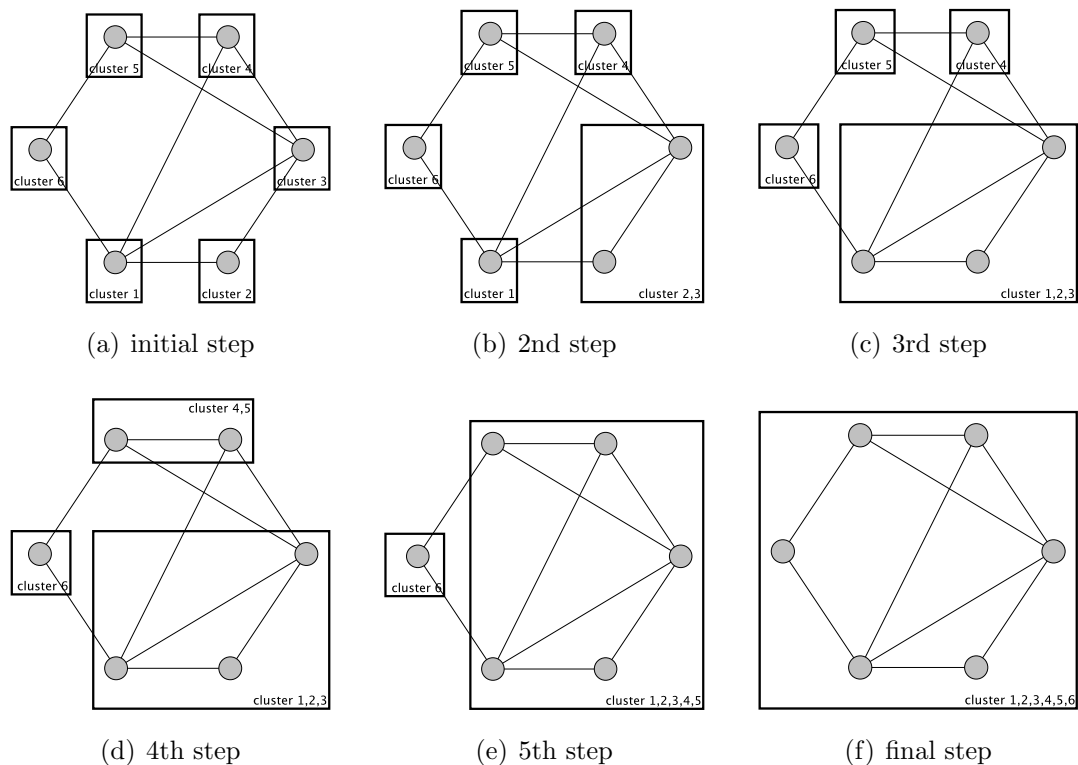 cluster 5
cluster 4
cluster 6
cluster 3
cluster 1
cluster 2
(a) initial step
cluster 5
cluster 4
cluster 6
cluster 1
cluster 2,3
(b) 2nd step
cluster 5
cluster 4
cluster 6
cluster 1,2,3
(c) 3rd step
cluster 4,5
cluster 6
cluster 1,2,3
(d) 4th step
cluster 6
cluster 1,2,3,4,5
(e) 5th step
cluster 1,2,3,4,5,6
(f) final step